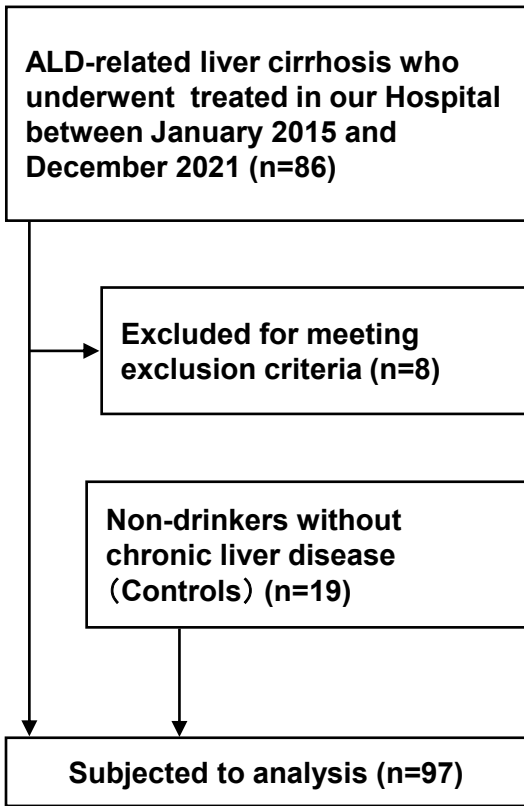 ALD-related liver cirrhosis who
underwent  treated in our Hospital
between January 2015 and
December 2021 (n=86)
Excluded for meeting
exclusion criteria (n=8)
Non-drinkers without
chronic liver disease
（Controls）(n=19)
Subjected to analysis (n=97)